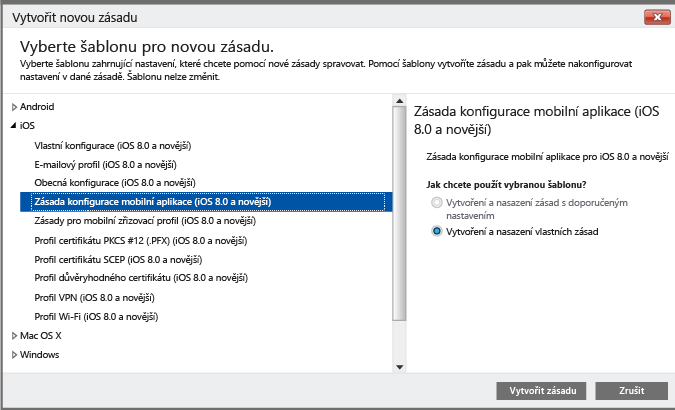 Vytvořit novou zásadu
Vyberte šablonu pro novou zásadu.
Vyberte šablonu zahrnující nastavení, které chcete pomocí nové zásady spravovat. Pomocí šablony vytvoříte zásadu a pak můžete nakonfigurovat
nastavení v dané zásadě. Šablonu nelze změnit.
Android
iOS
Vlastní konfigurace (iOS 8.0 a novější)
E-mailový profil (iOS 8.0 a novější)
Obecná konfigurace (iOS 8.0 a novější)
Zásada konfigurace mobilní aplikace (iOS 8.0 a novější)
Zásady pro mobilní zřizovací profil (iOS 8.0 a novější)
Profil certifikátu PKCS #12 (.PFX) (iOS 8.0 a novější)
Profil certifikátu SCEP (iOS 8.0 a novější)
Profil důvěryhodného certifikátu (iOS 8.0 a novější)
Profil VPN (iOS 8.0 a novější)
Profil Wi-Fi (iOS 8.0 a novější)
Mac OS X
Windows
Zásada konfigurace mobilní aplikace (iOS
8.0 a novější)
Zásada konfigurace mobilní aplikace pro iOS 8.0 a novější
Jak chcete použít vybranou šablonu?
Vytvoření a nasazení zásad s doporučeným
nastavením
Vytvoření a nasazení vlastních zásad
Vytvořit zásadu
Zrušit